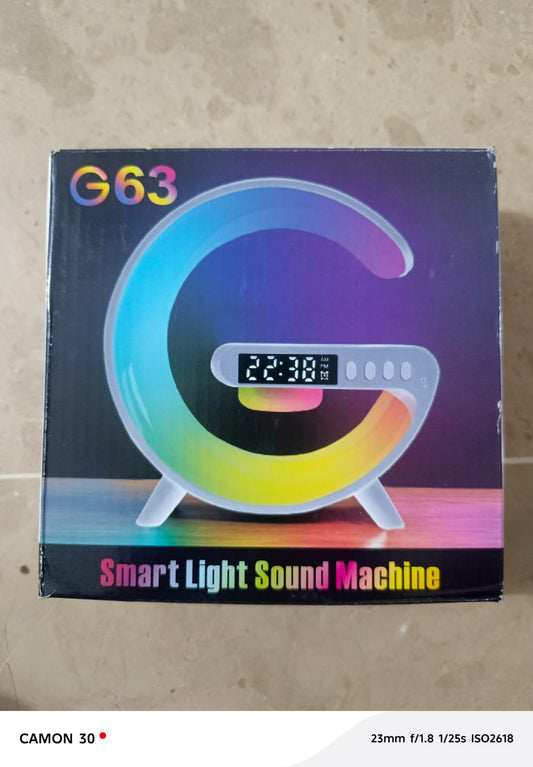 G63
22:38
AM
PM
Smart Light Sound Machine
CAMON 30
23mm f/1.8 1/25s ISO2618